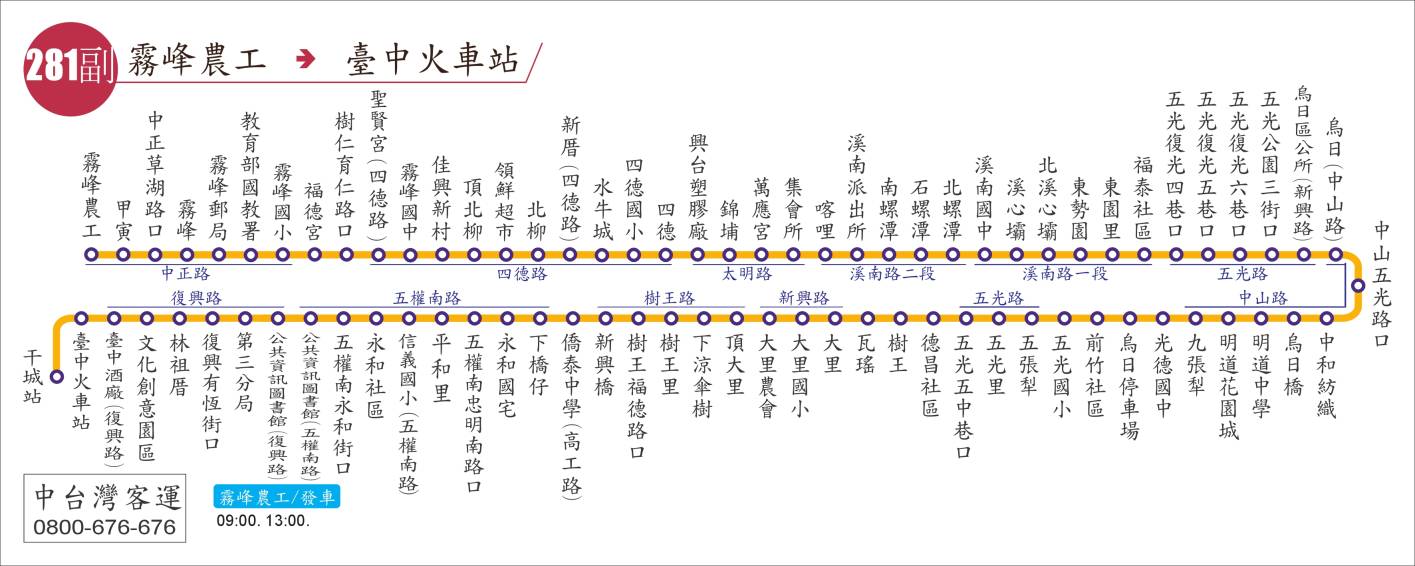 281副 霧峰農工 → 臺中火車站
霧峰農工
甲寅
中正草湖路口
霧峰
霧峰郵局
教育部國教署
霧峰國小
福德宮
樹仁育仁路口
聖賢宮(四德路)
霧峰國中
佳興新村
頂北柳
領鮮超市
北柳
新厝(四德路)
水牛城
四德國小
四德
興台塑膠廠
錦埔
萬應宮
集會所
喀哩
溪南派出所
南螺潭
石螺潭
北螺潭
溪南國中
溪心壩
北溪心壩
東勢園
東園里
福泰社區
五光復光四巷口
五光復光五巷口
五光復光六巷口
五光公園三街口
烏日區公所(新興路)
烏日(中山路)
中山五光路口
中正路
四德路
太明路
溪南路二段
溪南路一段
五光路
復興路
五權南路
樹王路
新興路
五光路
中山路
干城站
臺中火車站
臺中酒廠(復興路)
文化創意園區
林祖厝
復興有恆街口
第三分局
公共資訊圖書館(復興路)
公共資訊圖書館(五權南路)
五權南永和街口
永和社區
信義國小(五權南路)
平和里
五權南忠明南路口
永和國宅
下橋仔
僑泰中學(高工路)
新興橋
樹王福德路口
樹王里
下涼傘樹
頂大里
大里農會
大里國小
大里
瓦瑤
樹王
德昌社區
五光五中巷口
五光里
五張犁
五光國小
前竹社區
烏日停車場
光德國中
九張犁
明道花園城
明道中學
烏日橋
中和紡織
中台灣客運
0800-676-676
霧峰農工/發車
09:00. 13:00.